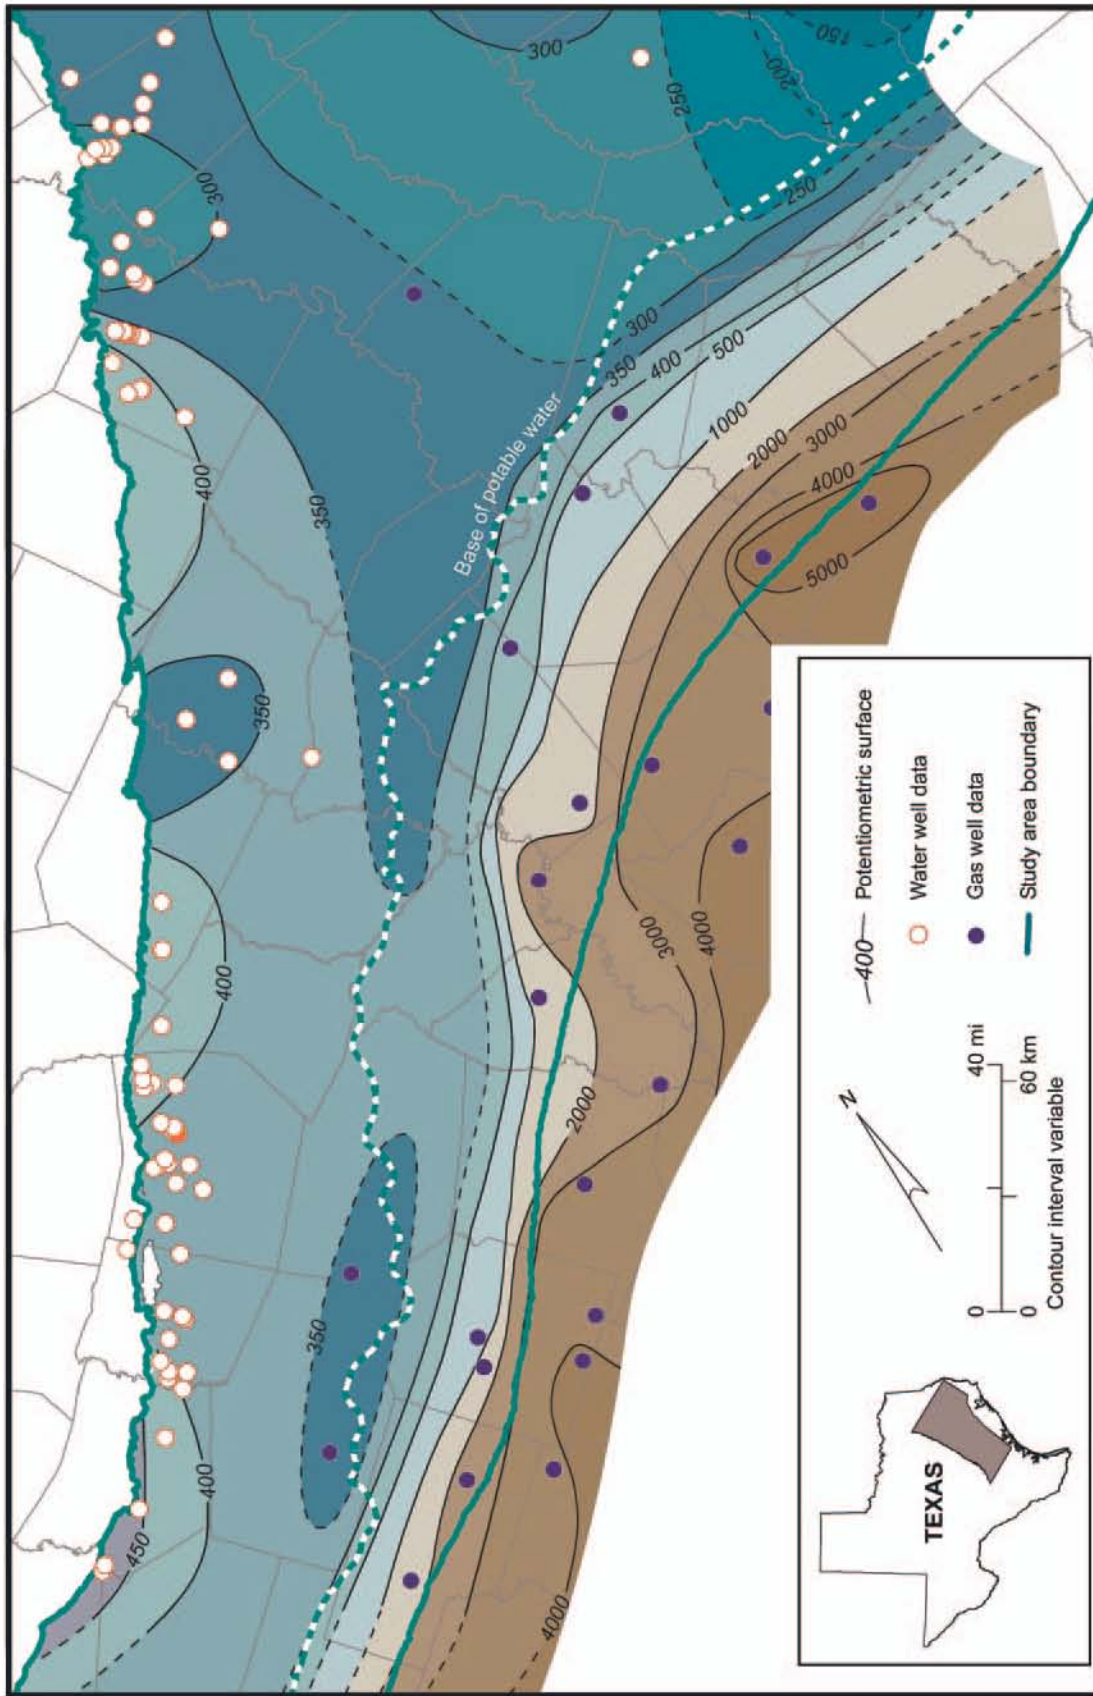 300
150
200
250
300
250
300
350
400
500
1000
2000
3000
4000
5000
400
350
Base of potable water
350
400
3000
4000
2000
350
400
450
4000
400 Potentiometric surface
Water well data
Gas well data
Study area boundary
N
0 40 mi
0 60 km
Contour interval variable
TEXAS